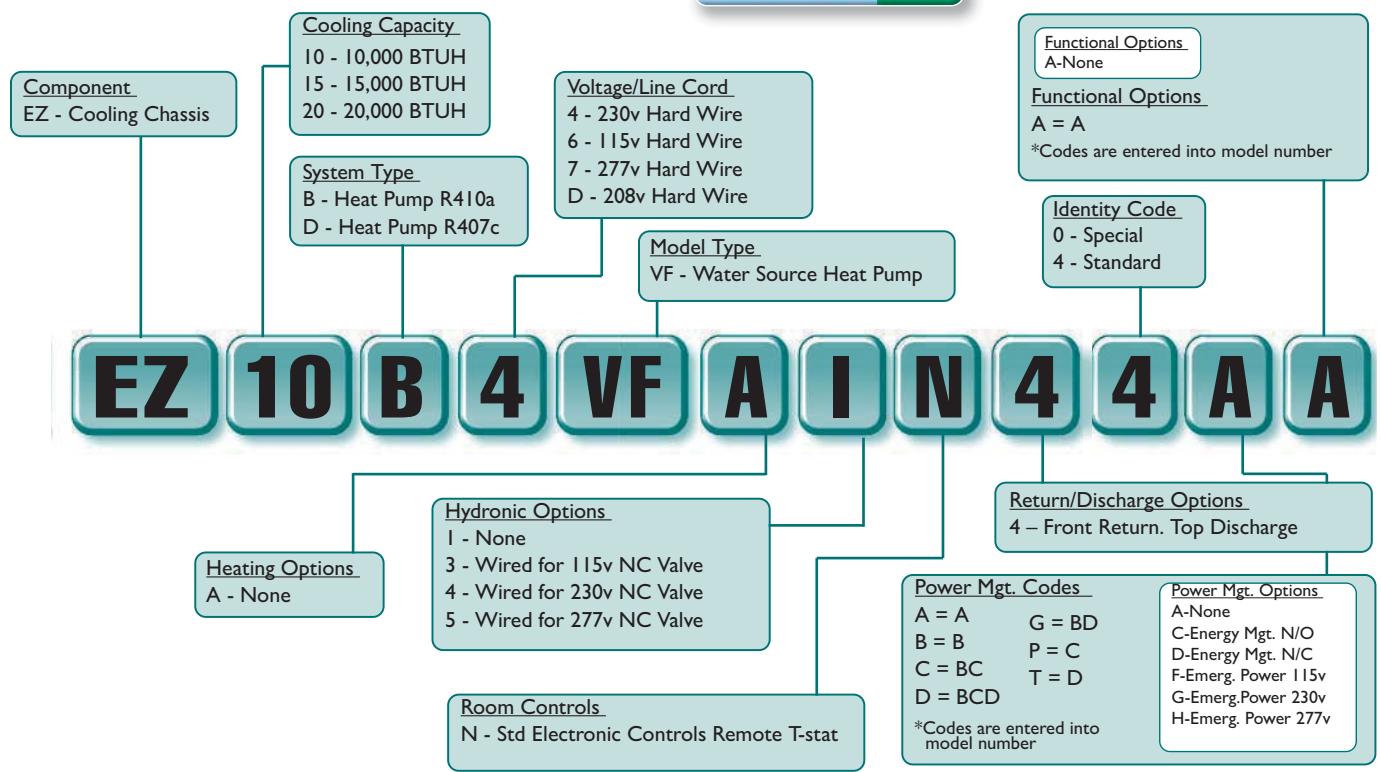 Cooling Capacity
10 - 10,000 BTUH
15 - 15,000 BTUH
20 - 20,000 BTUH
Component
EZ - Cooling Chassis
System Type
B - Heat Pump R410a
D - Heat Pump R407c
Voltage/Line Cord
4 - 230v Hard Wire
6 - 115v Hard Wire
7 - 277v Hard Wire
D - 208v Hard Wire
Model Type
VF - Water Source Heat Pump
Functional Options
A-None
Functional Options
A = A
*Codes are entered into model number
Identity Code
0 - Special
4 - Standard
EZ 10 B 4 VF A I N 4 4 A A
Heating Options
A - None
Hydronic Options
1 - None
3 - Wired for 115v NC Valve
4 - Wired for 230v NC Valve
5 - Wired for 277v NC Valve
Room Controls
N - Std Electronic Controls Remote T-stat
Return/Discharge Options
4 – Front Return. Top Discharge
Power Mgt. Codes
A = A
B = B
C = BC
D = BCD
G = BD
P = C
T = D
*Codes are entered into
model number
Power Mgt. Options
A-None
C-Energy Mgt. N/O
D-Energy Mgt. N/C
F-Emerg. Power 115v
G-Emerg.Power 230v
H-Emerg. Power 277v